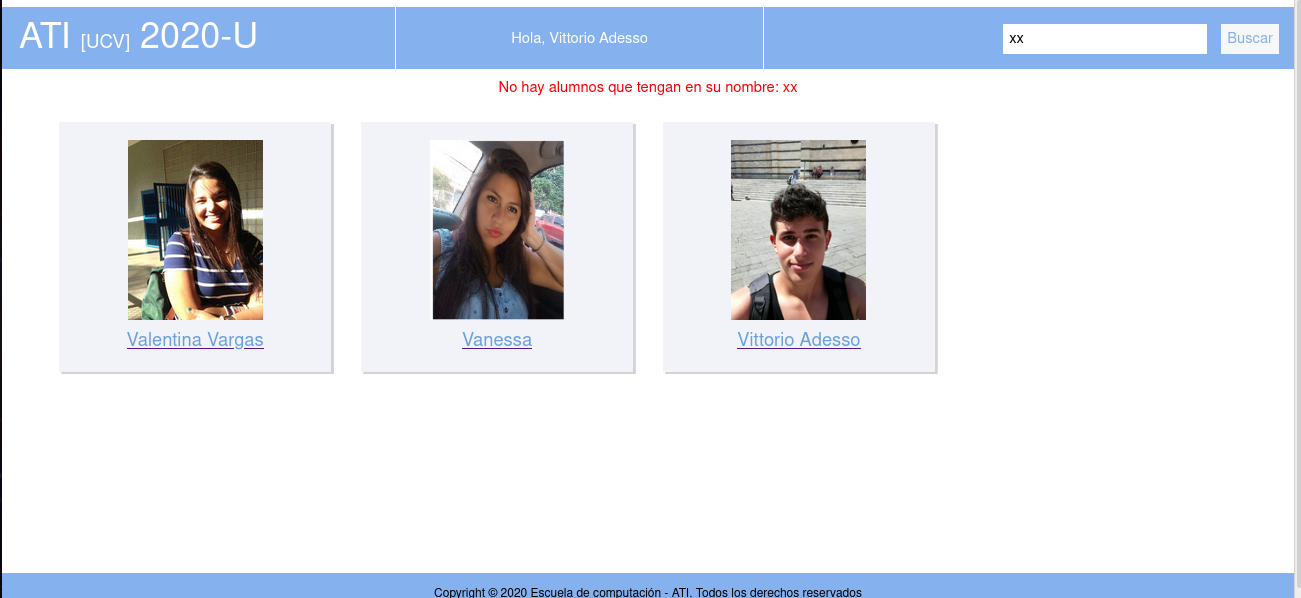 ATI [UCV] 2020-U
Hola, Vittorio Adesso
xx
Buscar
No hay alumnos que tengan en su nombre: xx
Valentina Vargas
Vanessa
Vittorio Adesso
Copyright © 2020 Escuela de computación - ATI. Todos los derechos reservados